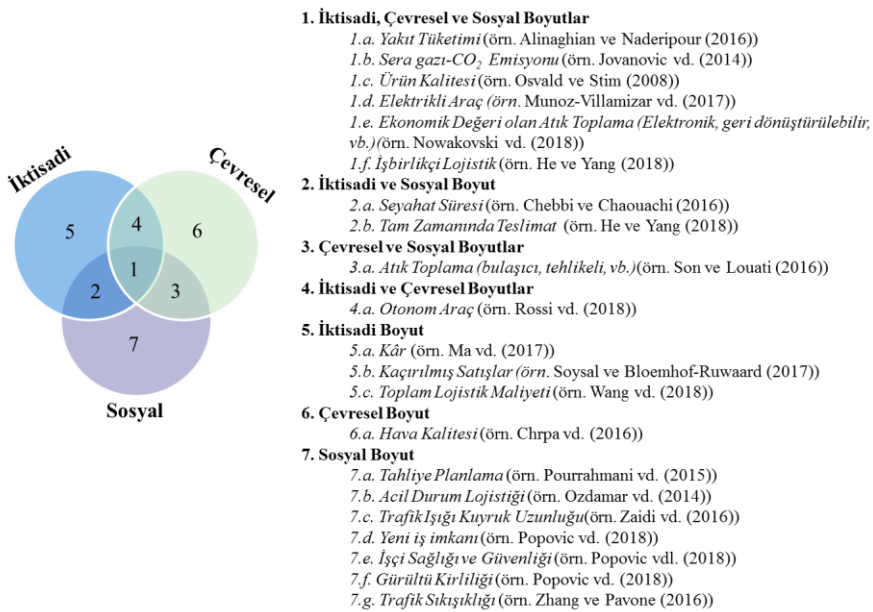 İktisadi
Çevresel
5
4
6
1
2
3
7
Sosyal
1. İktisadi, Çevresel ve Sosyal Boyutlar
1.a. Yakıt Tüketimi (örn. Alinaghian ve Naderipour (2016))
1.b. Sera gazı-CO₂ Emisyonu (örn. Jovanovic vd. (2014))
1.c. Ürün Kalitesi (örn. Osvald ve Stim (2008))
1.d. Elektrikli Araç (örn. Munoz-Villamizar vd. (2017))
1.e. Ekonomik Değeri olan Atık Toplama (Elektronik, geri dönüştürülebilir,
vb.)(örn. Nowakovski vd. (2018))
1.f. İşbirlikçi Lojistik (örn. He ve Yang (2018))
2. İktisadi ve Sosyal Boyut
2.a. Seyahat Süresi (örn. Chebbi ve Chaouachi (2016))
2.b. Tam Zamanında Teslimat (örn. He ve Yang (2018))
3. Çevresel ve Sosyal Boyutlar
3.a. Atık Toplama (bulaşıcı, tehlikeli, vb.)(örn. Son ve Louati (2016))
4. İktisadi ve Çevresel Boyutlar
4.a. Otonom Araç (örn. Rossi vd. (2018))
5. İktisadi Boyut
5.a. Kâr (örn. Ma vd. (2017))
5.b. Kaçırılmış Satışlar (örn. Soysal ve Bloemhof-Ruwaard (2017))
5.c. Toplam Lojistik Maliyeti (örn. Wang vd. (2018))
6. Çevresel Boyut
6.a. Hava Kalitesi (örn. Chrpa vd. (2016))
7. Sosyal Boyut
7.a. Tahliye Planlama (örn. Pourrahmani vd. (2015))
7.b. Acil Durum Lojistiği (örn. Ozdamar vd. (2014))
7.c. Trafik Işığı Kuyruk Uzunluğu(örn. Zaidi vd. (2016))
7.d. Yeni iş imkanı (örn. Popovic vd. (2018))
7.e. İşçi Sağlığı ve Güvenliği (örn. Popovic vdl. (2018))
7.f. Gürültü Kirliliği (örn. Popovic vd. (2018))
7.g. Trafik Sıkışıklığı (örn. Zhang ve Pavone (2016))